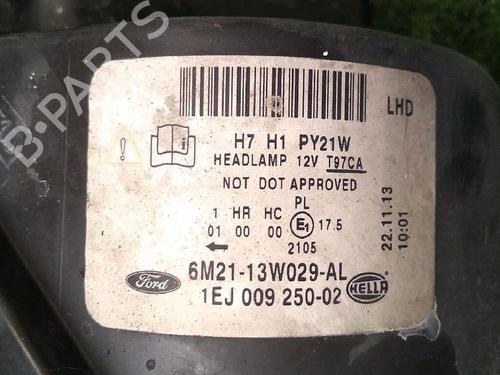 B-PARTS
LHD
H7 H1 PY21W
HEADLAMP 12V T97CA
NOT DOT APPROVED
PL
1 HR HC E1 17.5
01 00 00
2105
22.11.13
10:01
Ford 6M21-13W029-AL HELLA
1EJ 009 250-02